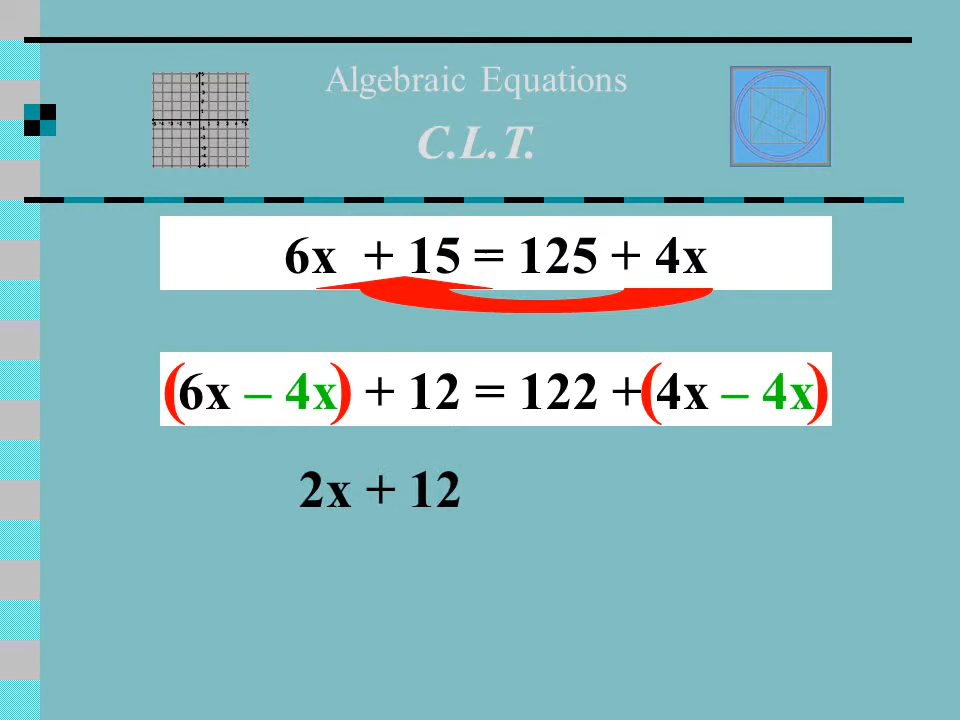 Algebraic Equations
C.L.T.
6x + 15 = 125 + 4x
(6x – 4x) + 12 = 122 + (4x – 4x)
2x + 12